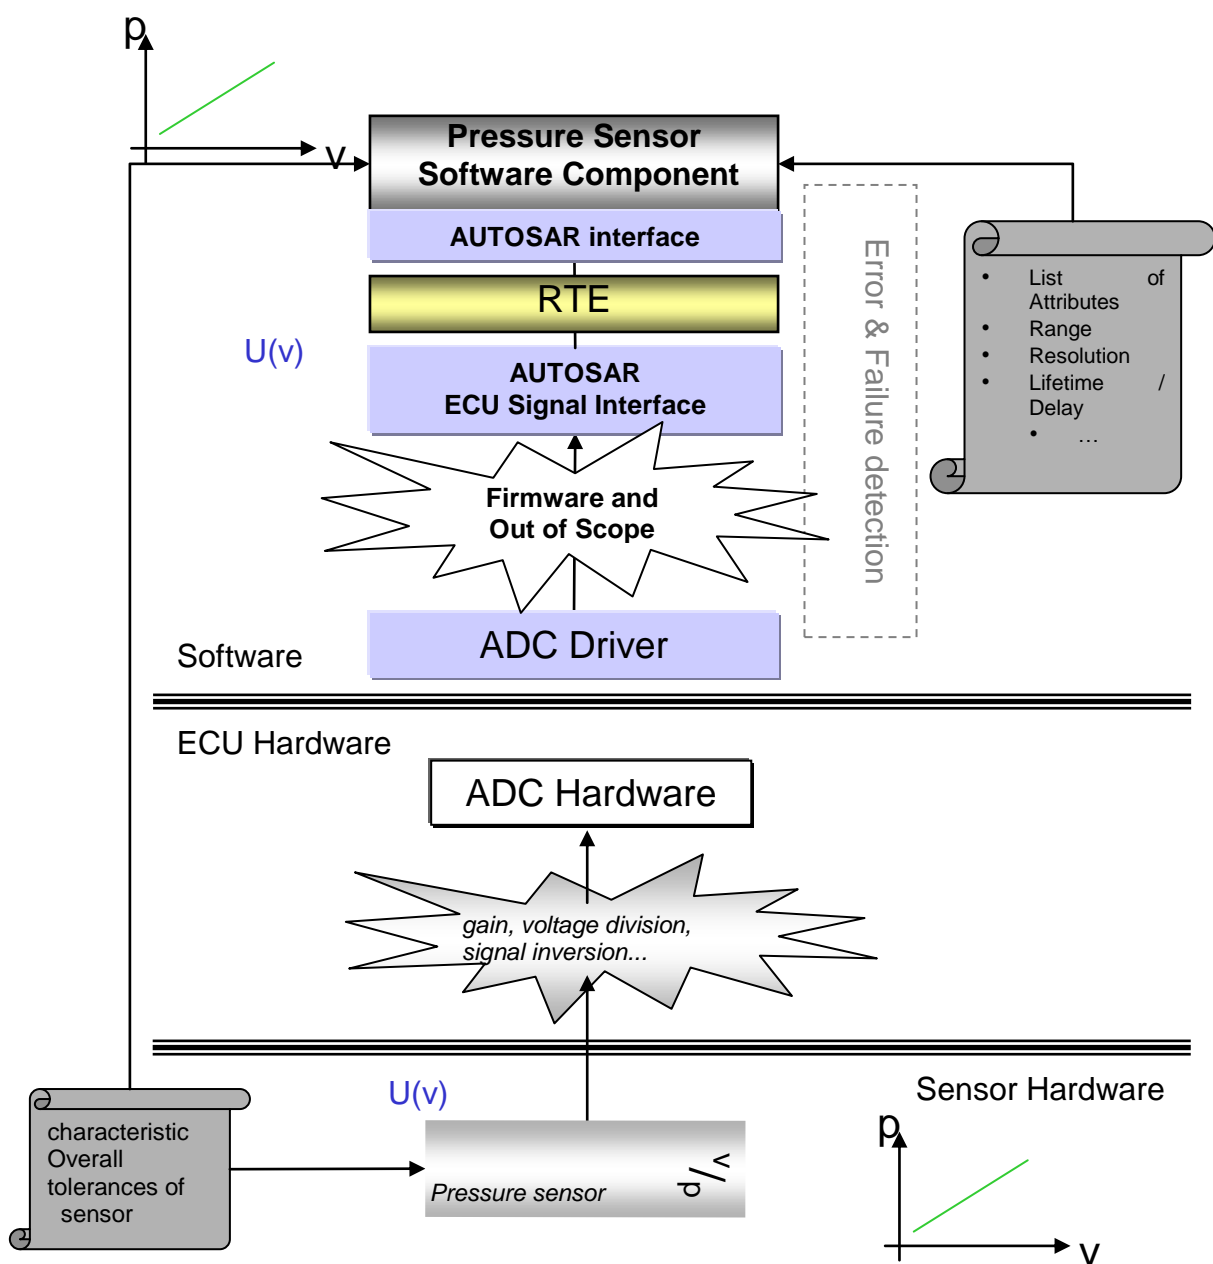 p
v
Pressure Sensor
Software Component
AUTOSAR interface
RTE
U(v)
AUTOSAR
ECU Signal Interface
Firmware and
Out of Scope
ADC Driver
Error & Failure detection
• List of
Attributes
• Range
• Resolution
• Lifetime /
Delay
• …
Software
ECU Hardware
ADC Hardware
gain, voltage division,
signal inversion...
U(v)
Sensor Hardware
characteristic
Overall
tolerances of
sensor
Pressure sensor
v/p
p
v